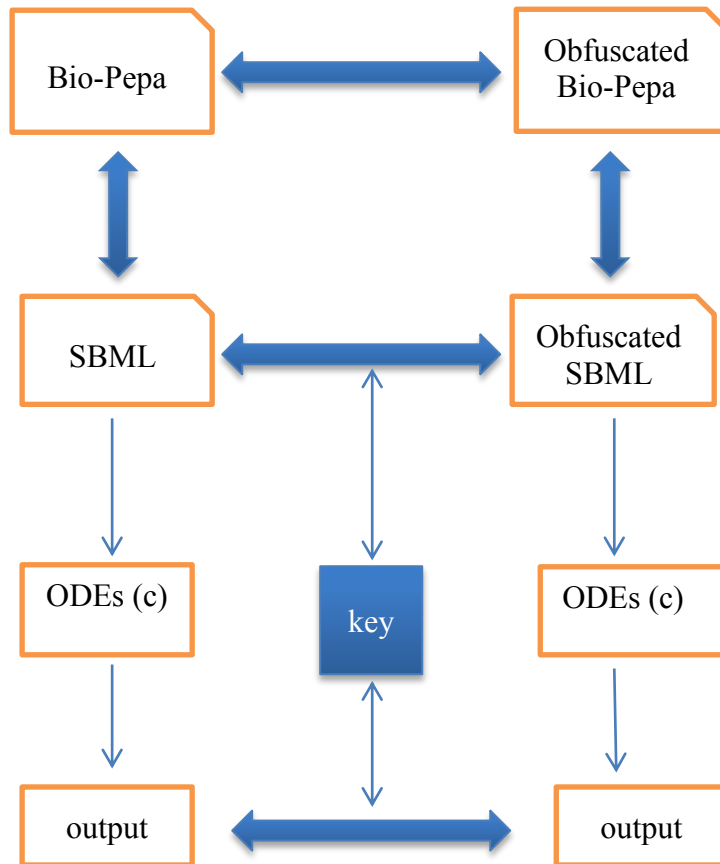 Bio-Pepa
Obfuscated
Bio-Pepa
SBML
Obfuscated
SBML
ODEs (c)
key
ODEs (c)
output
output